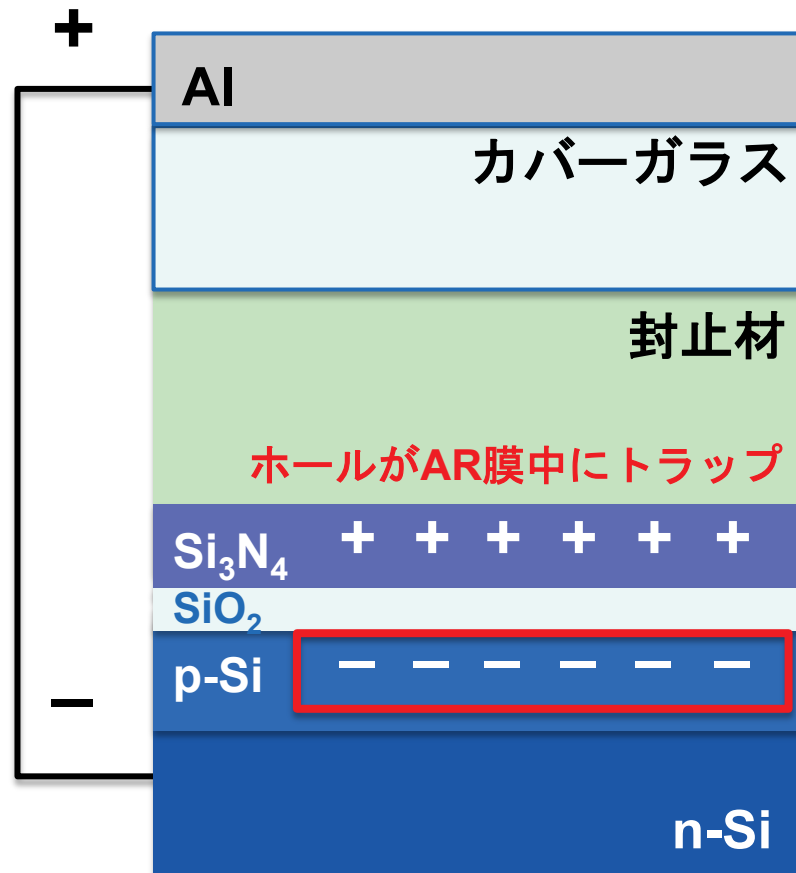 +
Al
カバーガラス
封止材
ホールがAR膜中にトラップ
Si₃N₄ + + + + + +
SiO₂
p-Si − − − − − −
−
n-Si